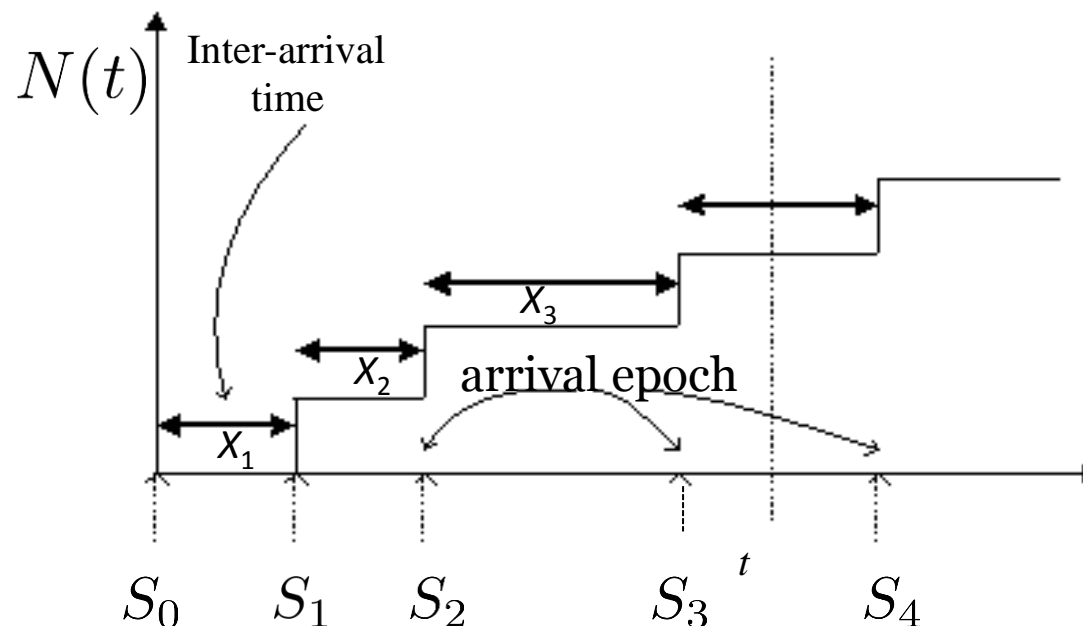 N(t)
Inter-arrival
time
X₃
X₂
arrival epoch
X₁
t
S₀ S₁ S₂ S₃ S₄